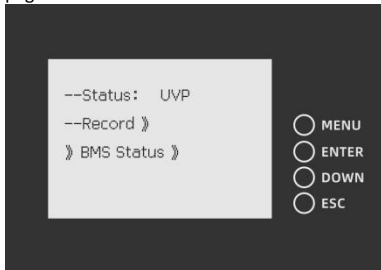 --Status: UVP
--Record 》
》 BMS Status 》
MENU
ENTER
DOWN
ESC